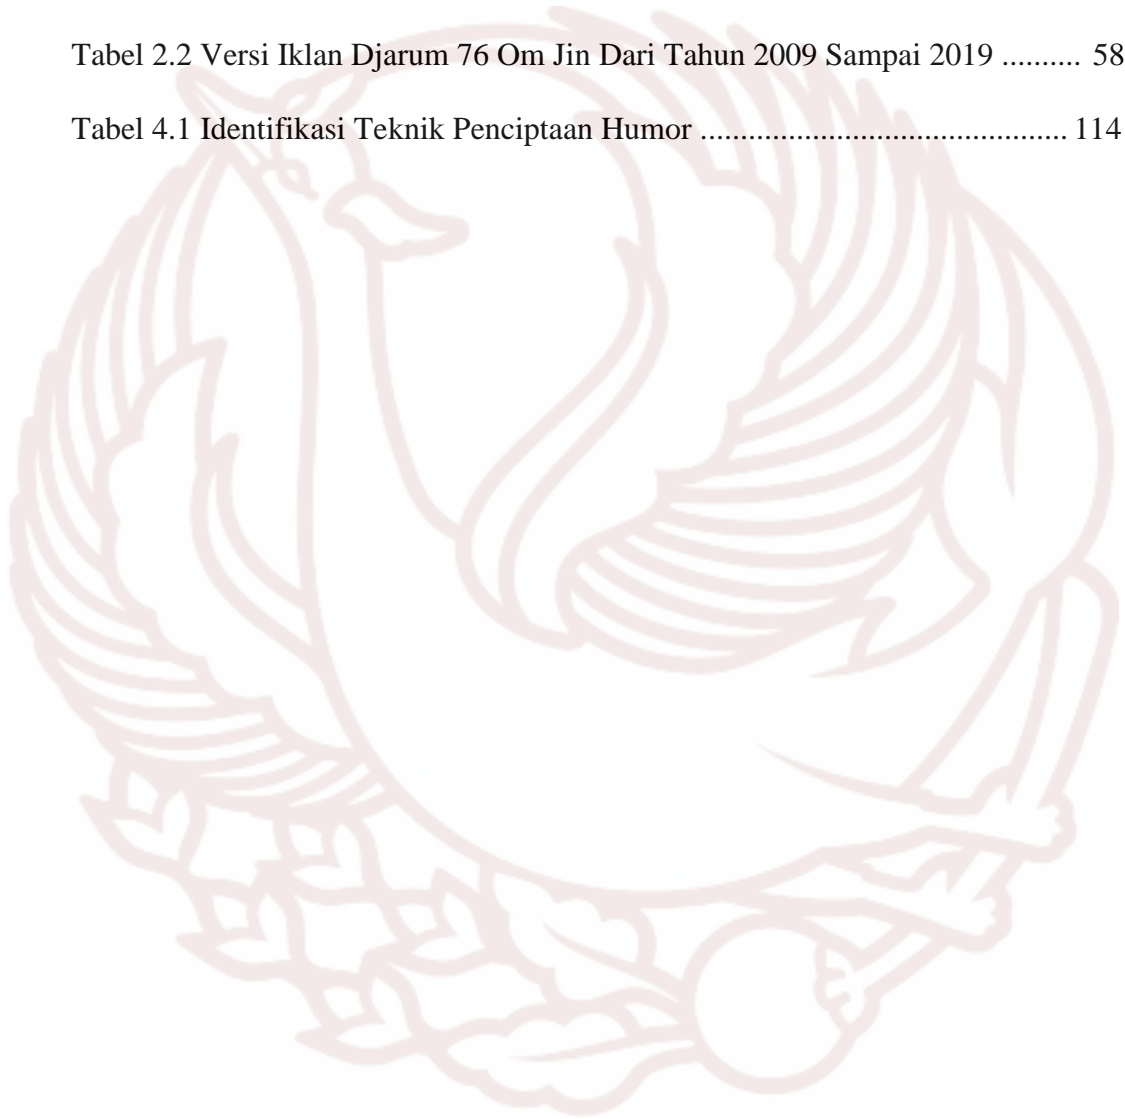 Tabel 2.2 Versi Iklan Djarum 76 Om Jin Dari Tahun 2009 Sampai 2019 .......... 58
Tabel 4.1 Identifikasi Teknik Penciptaan Humor .............................................. 114